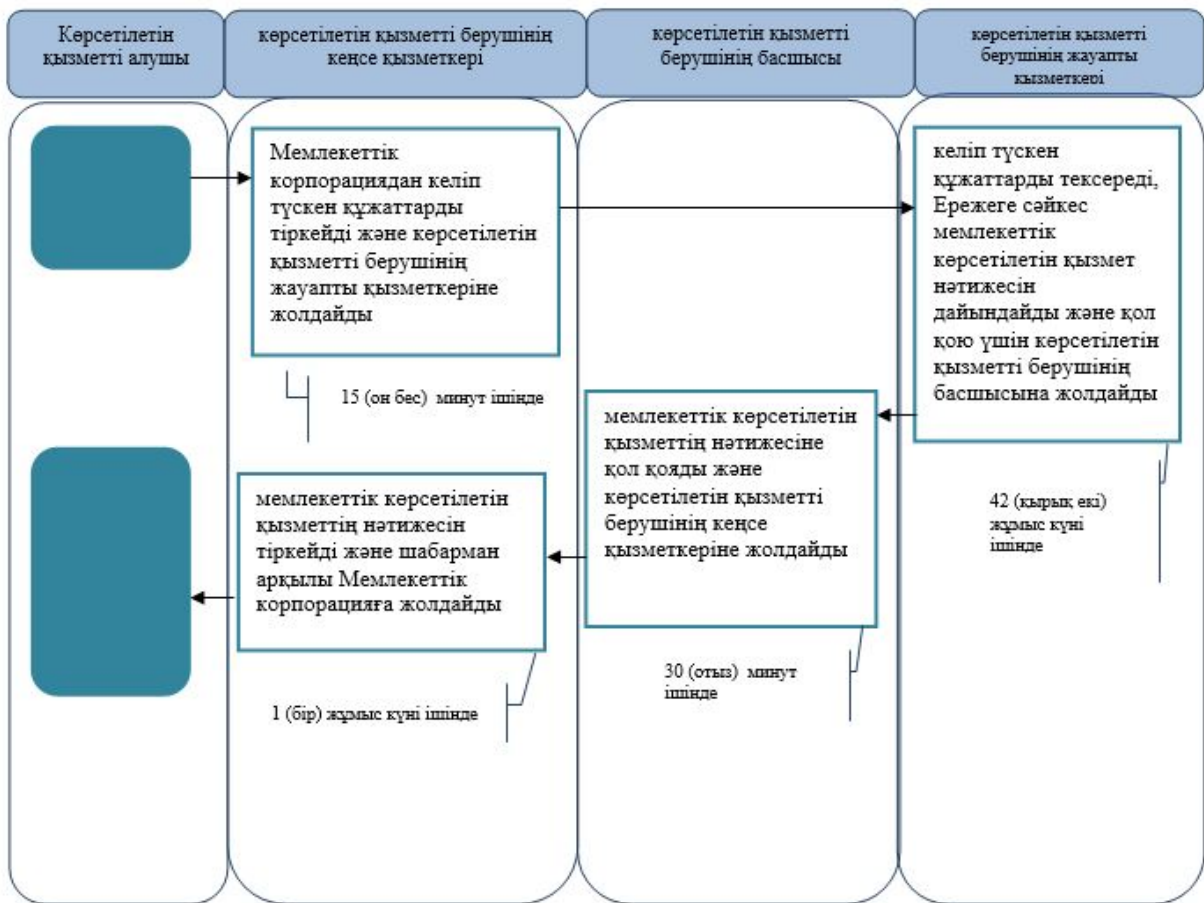 Көрсетілетін
қызметті алушы
көрсетілетін қызметті берушінің
кеңсе қызметкері
көрсетілетін қызметті
берушінің басшысы
көрсетілетін қызметті
берушінің жауапты
қызметкері
Мемлекеттік
корпорациядан келіп
түскен құжаттарды
тіркейді және көрсетілетін
қызметті берушінің
жауапты қызметкеріне
жолдайды
15 (он бес) минут ішінде
келіп түскен
құжаттарды тексереді,
Ережеге сәйкес
мемлекеттік
көрсетілетін қызмет
нәтижесін
дайындайды және қол
қою үшін көрсетілетін
қызметті берушінің
басшысына жолдайды
42 (қырық екі)
жұмыс күні
ішінде
мемлекеттік көрсетілетін
қызметтің нәтижесіне
қол қояды және
көрсетілетін қызметті
берушінің кеңсе
қызметкеріне жолдайды
30 (отыз) минут
ішінде
мемлекеттік көрсетілетін
қызметтің нәтижесін
тіркейді және шабарман
арқылы Мемлекеттік
корпорацияға жолдайды
1 (бір) жұмыс күні ішінде